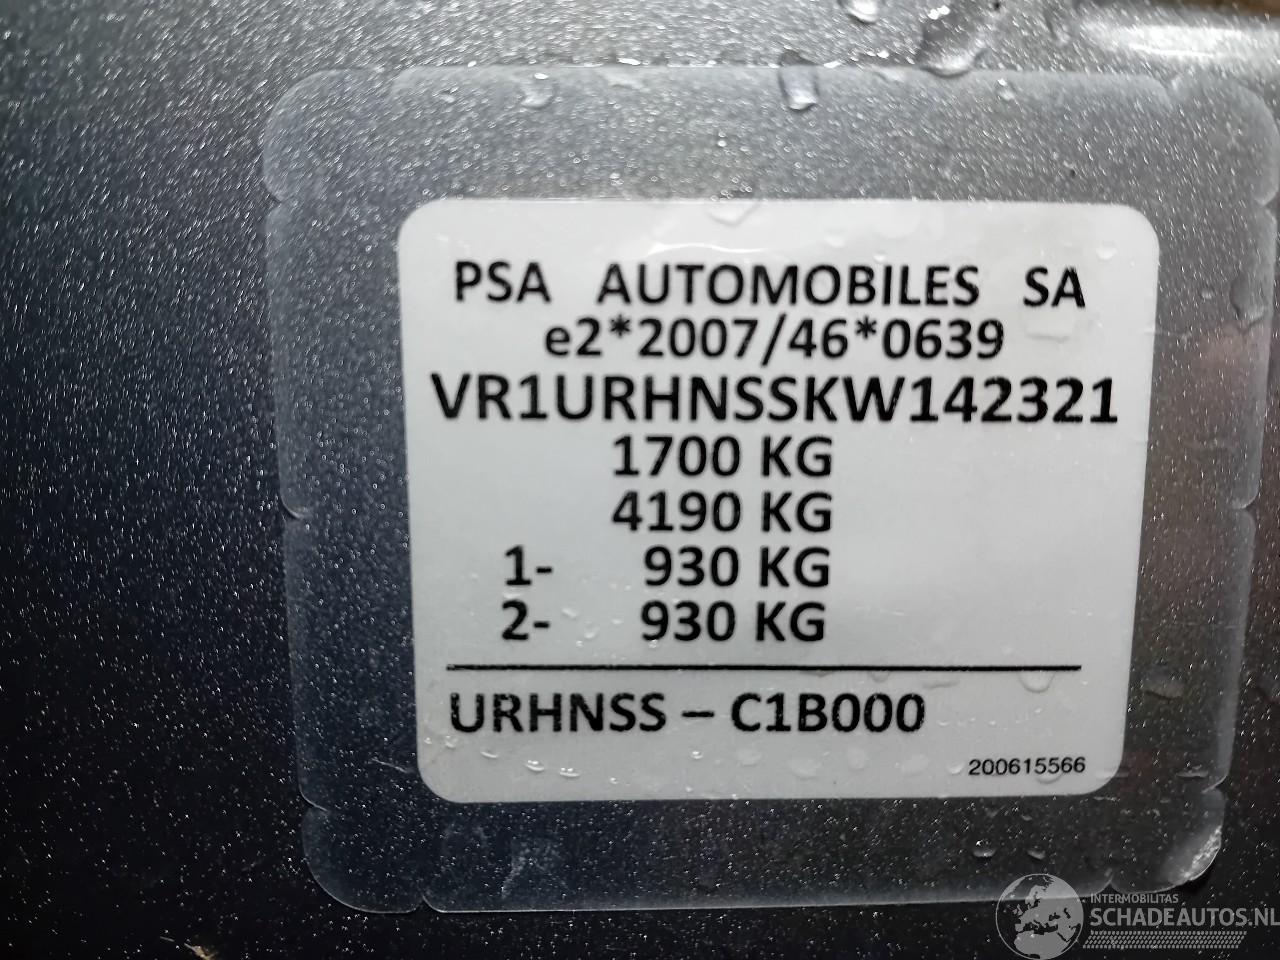 PSA AUTOMOBILES SA
e2*2007/46*0639
VR1URHNSSKW142321
1700 KG
4190 KG
1- 930 KG
2- 930 KG
URHNSS – C1B000
200615566
INTERMOBILITAS
SCHADEAUTOS.NL